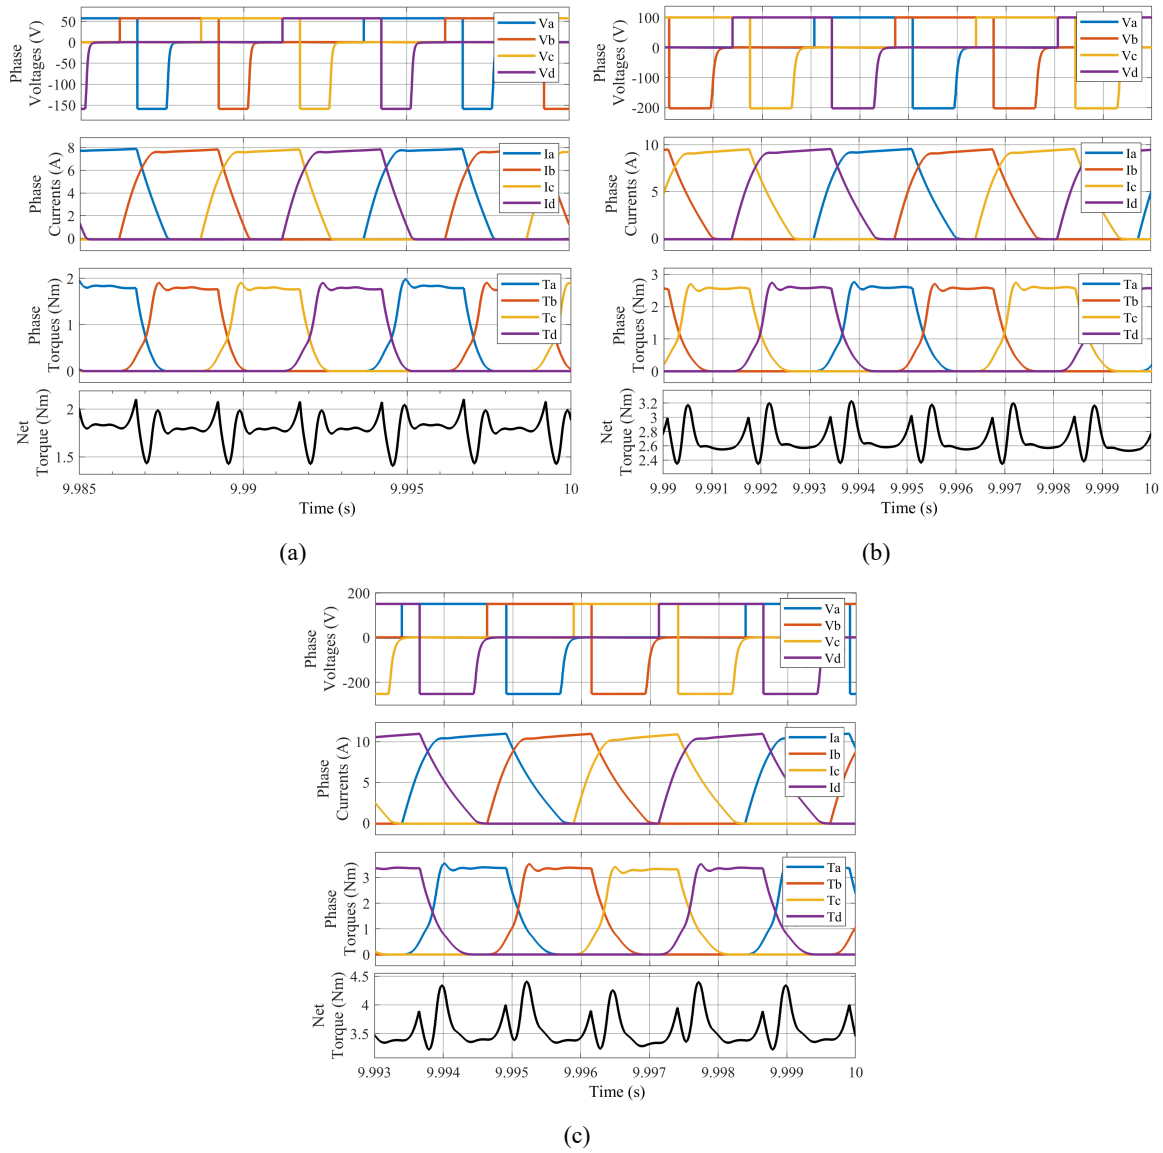 50
0
-50
-100
-150
Phase
Voltages (V)
Va
Vb
Vc
Vd
8
6
4
2
0
Phase
Currents (A)
Ia
Ib
Ic
Id
2
1
0
Phase
Torques (Nm)
Ta
Tb
Tc
Td
2
1.5
Net
Torque (Nm)
9.985 9.99 9.995 10
Time (s)
(a)
100
0
-100
-200
Phase
Voltages (V)
Va
Vb
Vc
Vd
10
5
0
Phase
Currents (A)
Ia
Ib
Ic
Id
3
2
1
0
Phase
Torques (Nm)
Ta
Tb
Tc
Td
3.2
2.8
2.6
2.4
Net
Torque (Nm)
9.99 9.991 9.992 9.993 9.994 9.995 9.996 9.997 9.998 9.999 10
Time (s)
(b)
200
0
-200
Phase
Voltages (V)
Va
Vb
Vc
Vd
10
5
0
Phase
Currents (A)
Ia
Ib
Ic
Id
3
2
1
0
Phase
Torques (Nm)
Ta
Tb
Tc
Td
4.5
4
3.5
Net
Torque (Nm)
9.993 9.994 9.995 9.996 9.997 9.998 9.999 10
Time (s)
(c)